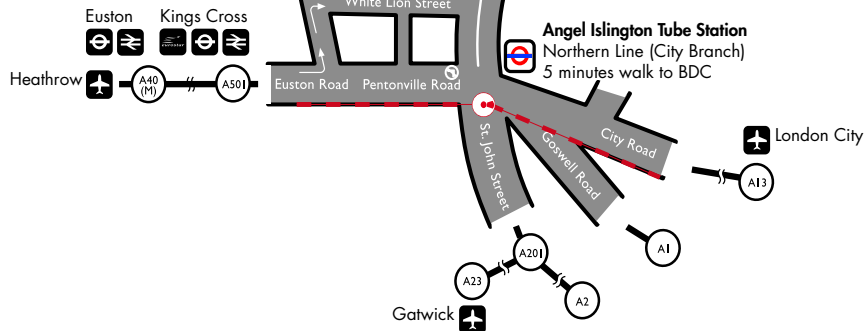 White Lion Street
Euston
Kings Cross
eurostar
Angel Islington Tube Station
Northern Line (City Branch)
5 minutes walk to BDC
Heathrow
A40
(M)
A501
Euston Road
Pentonville Road
St. John Street
Goswell Road
City Road
London City
A13
A1
A201
A23
A2
Gatwick